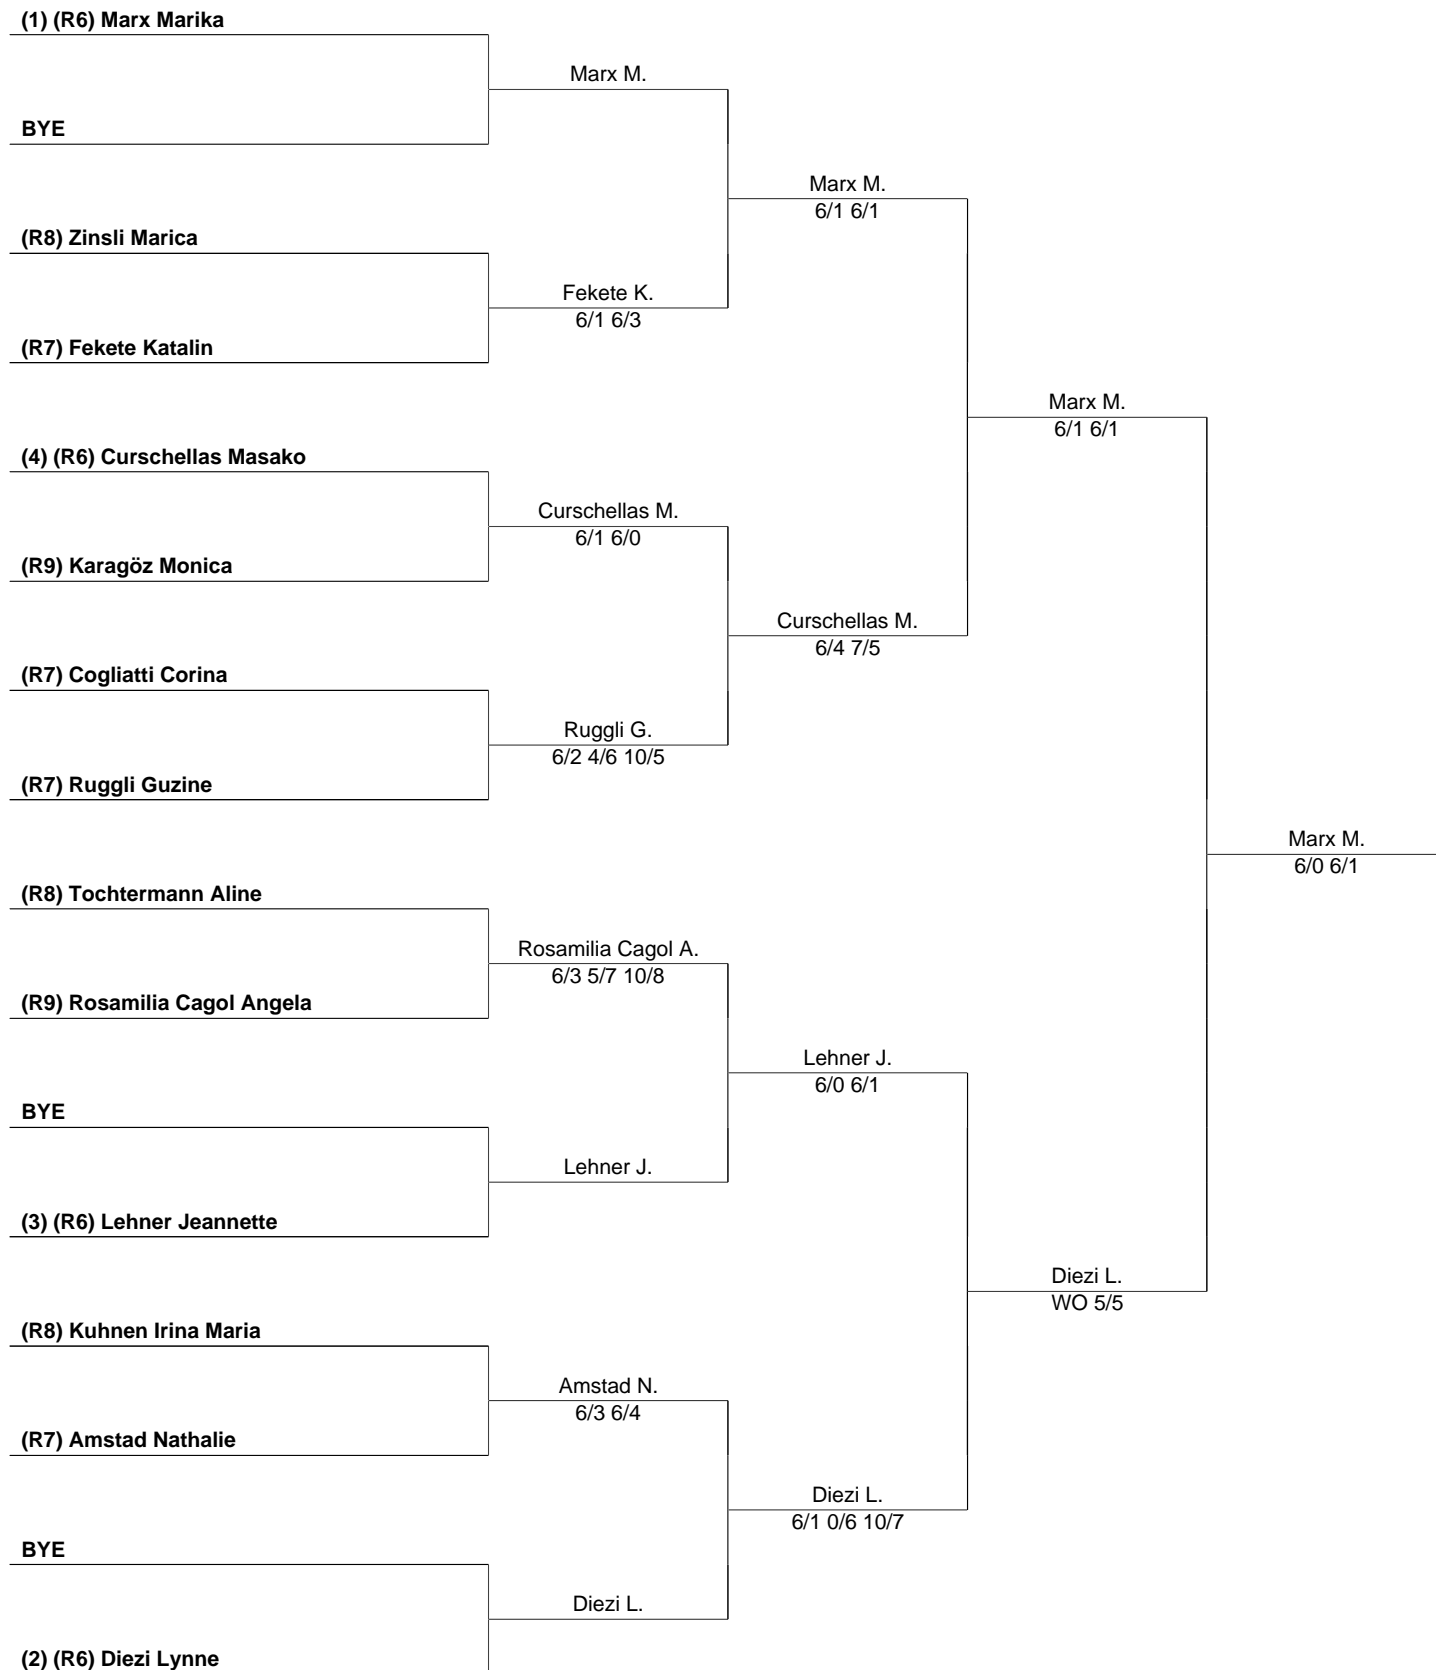 (1) (R6) Marx Marika
Marx M.
BYE
Marx M.
6/1 6/1
(R8) Zinsli Marica
Fekete K.
6/1 6/3
(R7) Fekete Katalin
Marx M.
6/1 6/1
(4) (R6) Curschellas Masako
Curschellas M.
6/1 6/0
(R9) Karagöz Monica
Curschellas M.
6/4 7/5
(R7) Cogliatti Corina
Ruggli G.
6/2 4/6 10/5
(R7) Ruggli Guzine
Marx M.
6/0 6/1
(R8) Tochtermann Aline
Rosamilia Cagol A.
6/3 5/7 10/8
(R9) Rosamilia Cagol Angela
Lehner J.
6/0 6/1
BYE
Lehner J.
(3) (R6) Lehner Jeannette
Diezi L.
WO 5/5
(R8) Kuhnen Irina Maria
Amstad N.
6/3 6/4
(R7) Amstad Nathalie
Diezi L.
6/1 0/6 10/7
BYE
Diezi L.
(2) (R6) Diezi Lynne